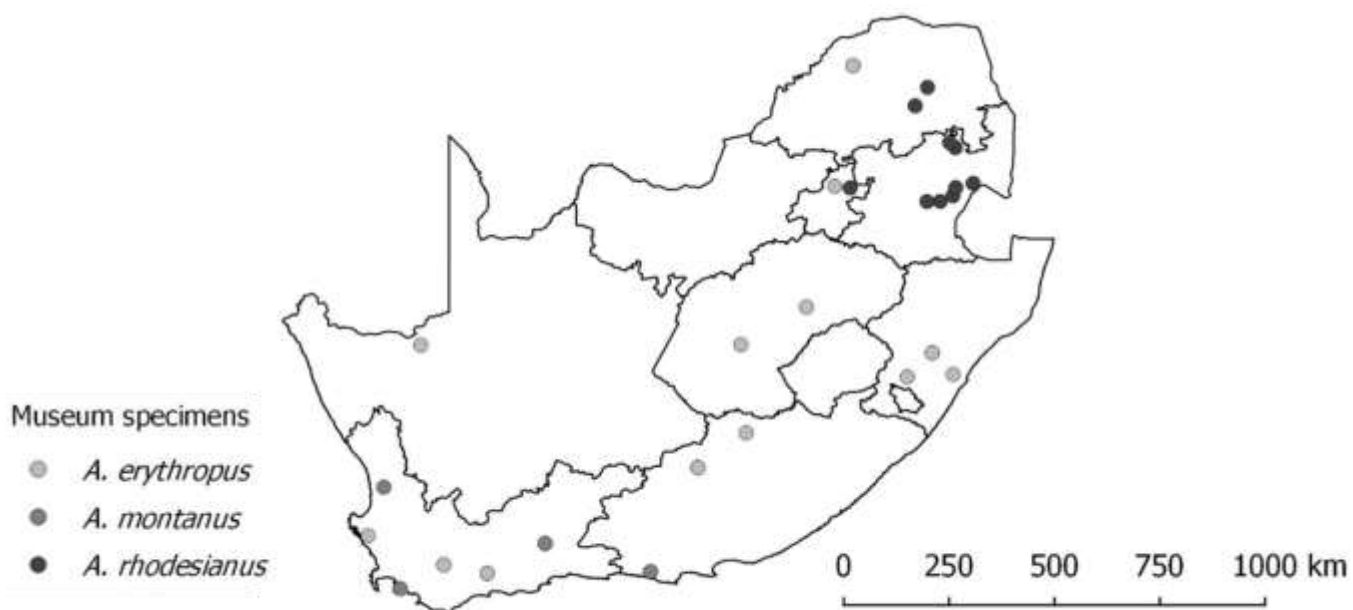 Museum specimens
A. erythropus
A. montanus
A. rhodesianus
0 250 500 750 1000 km